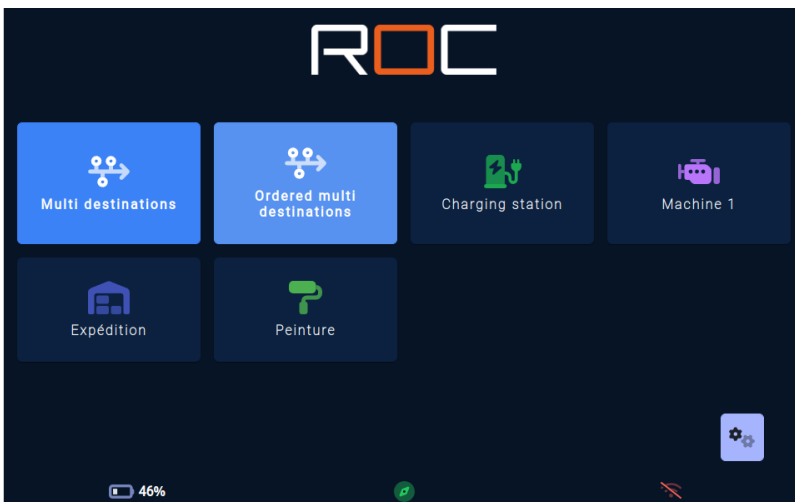 ROC
Multi destinations
Ordered multi
destinations
Charging station
Machine 1
Expédition
Peinture
46%